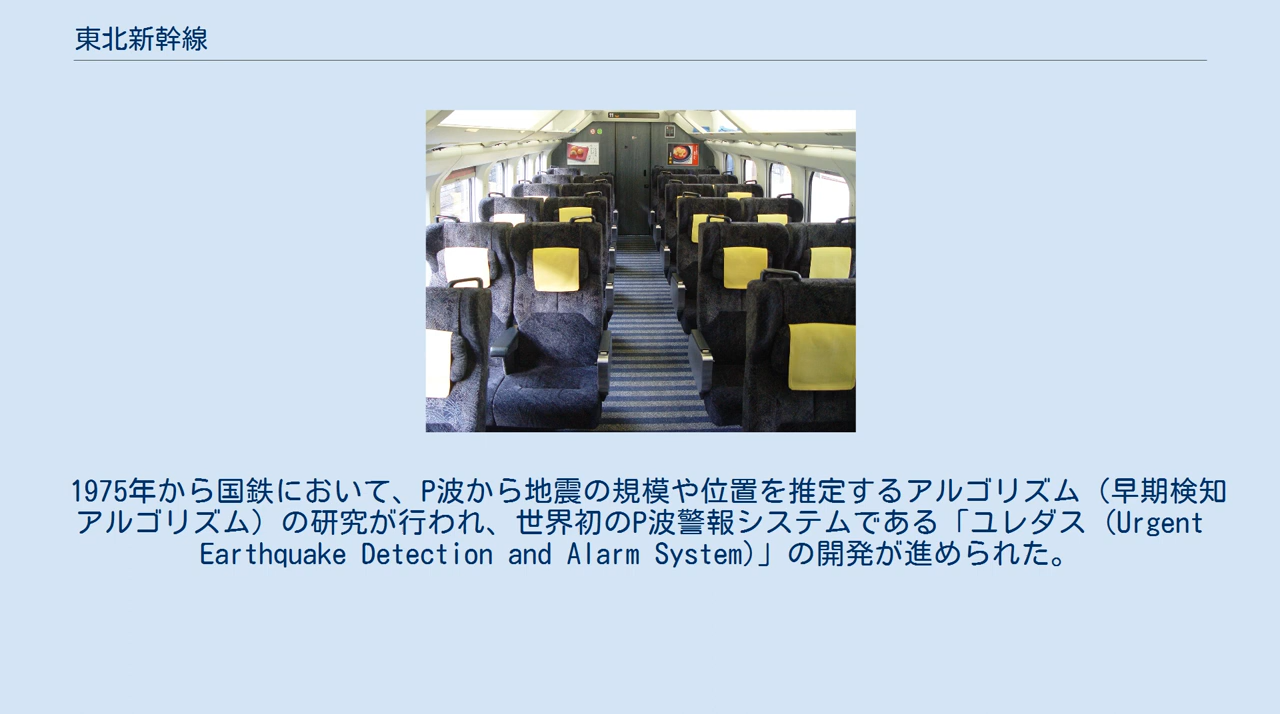 東北新幹線
1975年から国鉄において、P波から地震の規模や位置を推定するアルゴリズム（早期検知
アルゴリズム）の研究が行われ、世界初のP波警報システムである「ユレダス（Urgent
Earthquake Detection and Alarm System)」の開発が進められた。